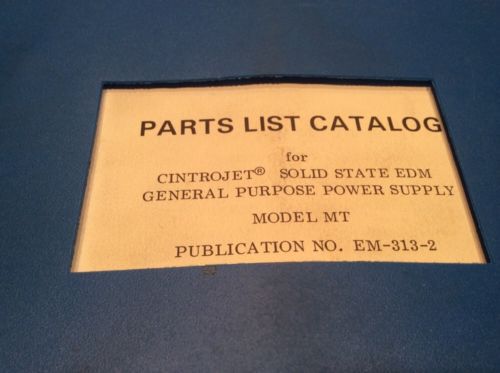 PARTS LIST CATALOG
for
CINTROJET® SOLID STATE EDM
GENERAL PURPOSE POWER SUPPLY
MODEL MT
PUBLICATION NO. EM-313-2